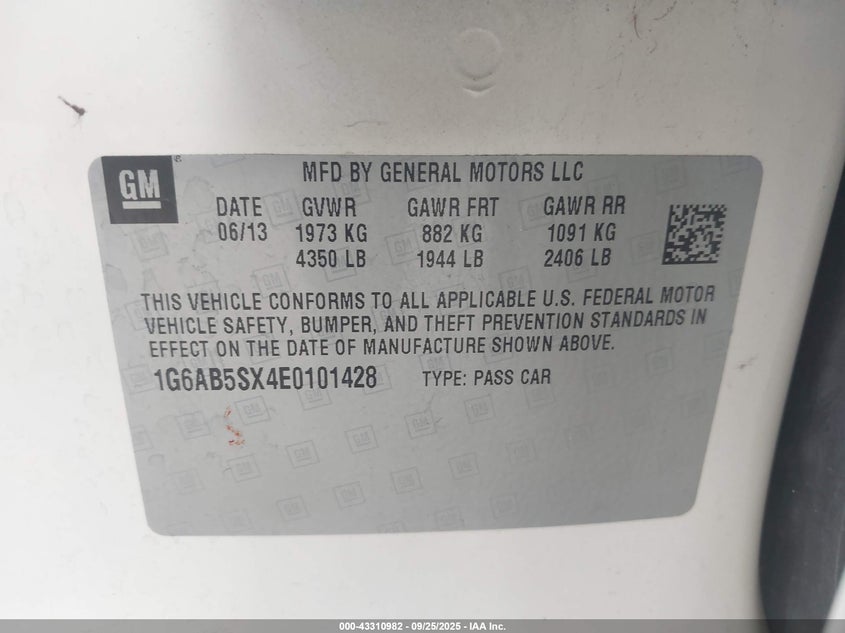 GM
MFD BY GENERAL MOTORS LLC
DATE GVWR GAWR FRT GAWR RR
06/13 1973 KG 882 KG 1091 KG
4350 LB 1944 LB 2406 LB
THIS VEHICLE CONFORMS TO ALL APPLICABLE U.S. FEDERAL MOTOR
VEHICLE SAFETY, BUMPER, AND THEFT PREVENTION STANDARDS IN
EFFECT ON THE DATE OF MANUFACTURE SHOWN ABOVE.
1G6AB5SX4E0101428 TYPE: PASS CAR
000-43310982 - 09/25/2025 - IAA Inc.